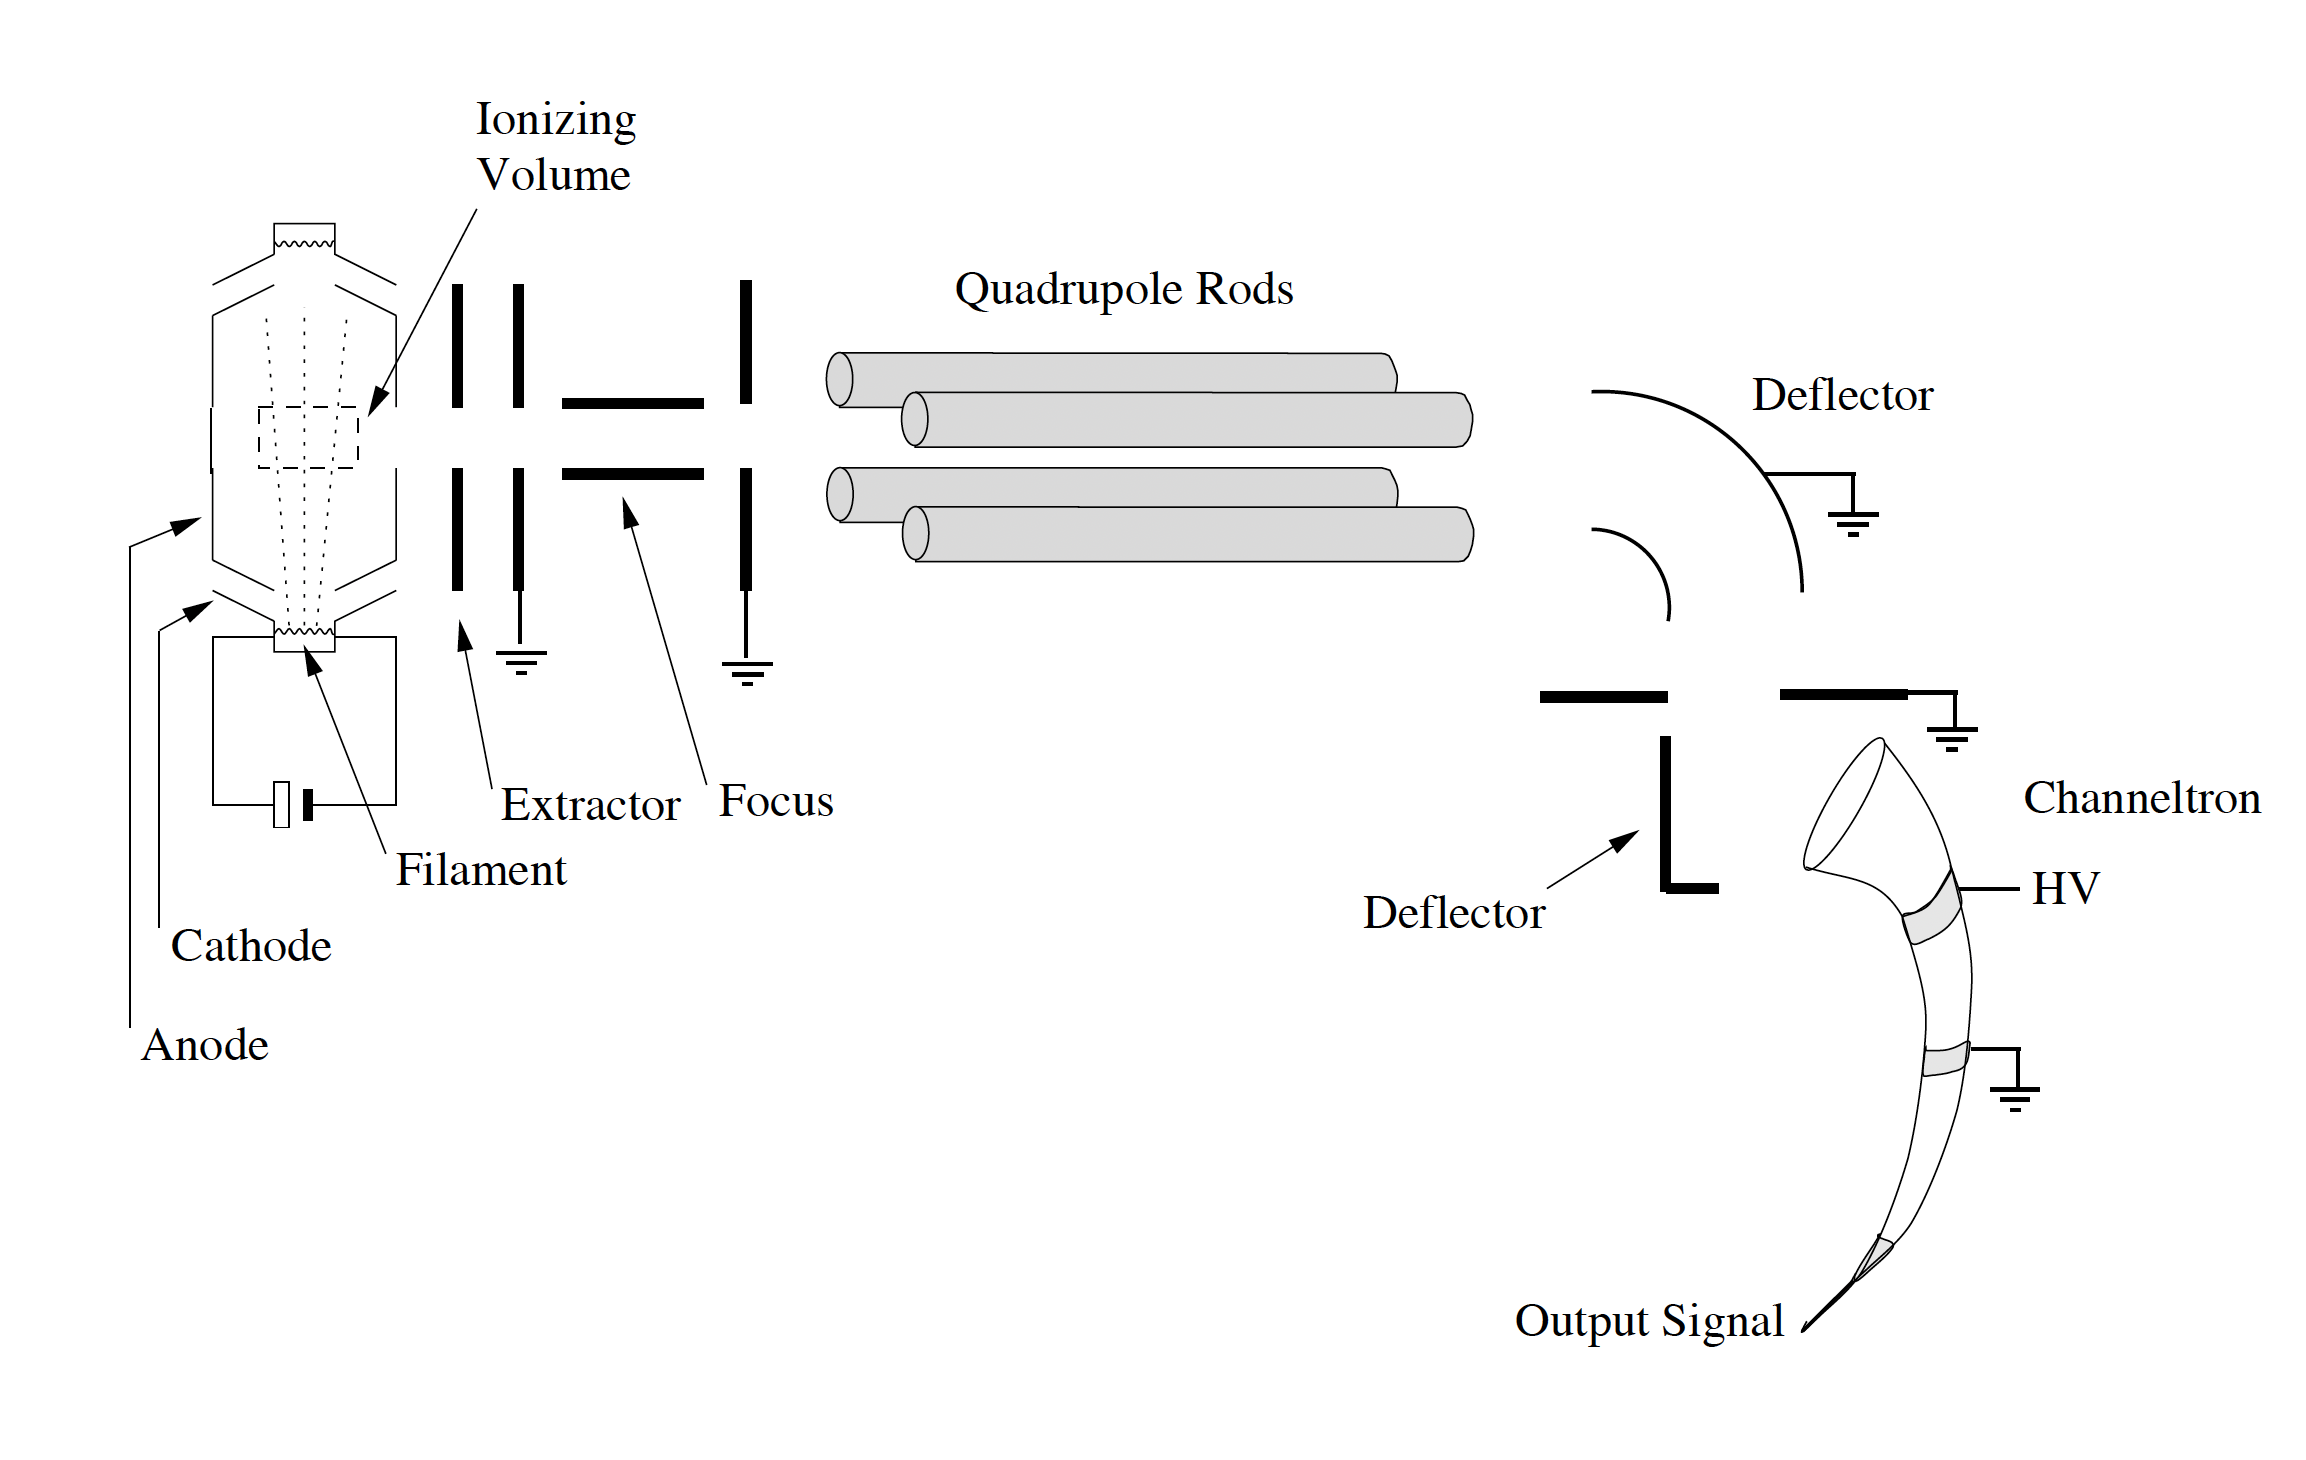 Ionizing
Volume
Quadrupole Rods
Deflector
Extractor
Focus
Channeltron
Filament
HV
Deflector
Cathode
Anode
Output Signal